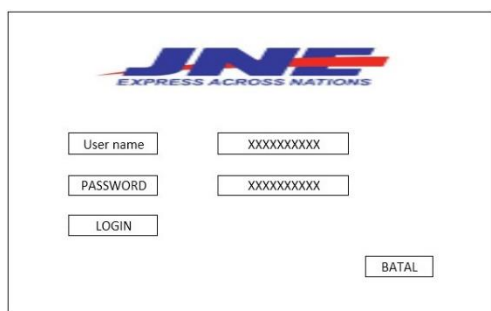 JNE
EXPRESS ACROSS NATIONS
User name XXXXXXXXXX
PASSWORD XXXXXXXXXX
LOGIN
BATAL